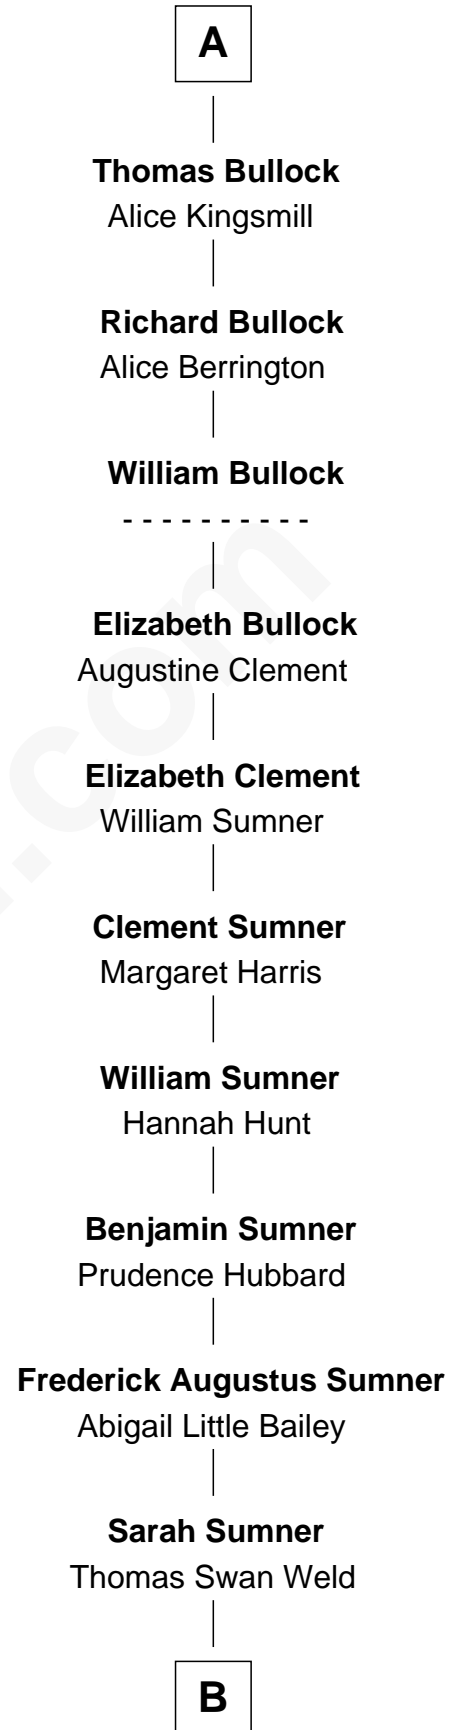 A
Thomas Bullock
Alice Kingsmill
Richard Bullock
Alice Berrington
William Bullock
- - - - - - - - - -
Elizabeth Bullock
Augustine Clement
Elizabeth Clement
William Sumner
Clement Sumner
Margaret Harris
William Sumner
Hannah Hunt
Benjamin Sumner
Prudence Hubbard
Frederick Augustus Sumner
Abigail Little Bailey
Sarah Sumner
Thomas Swan Weld
B